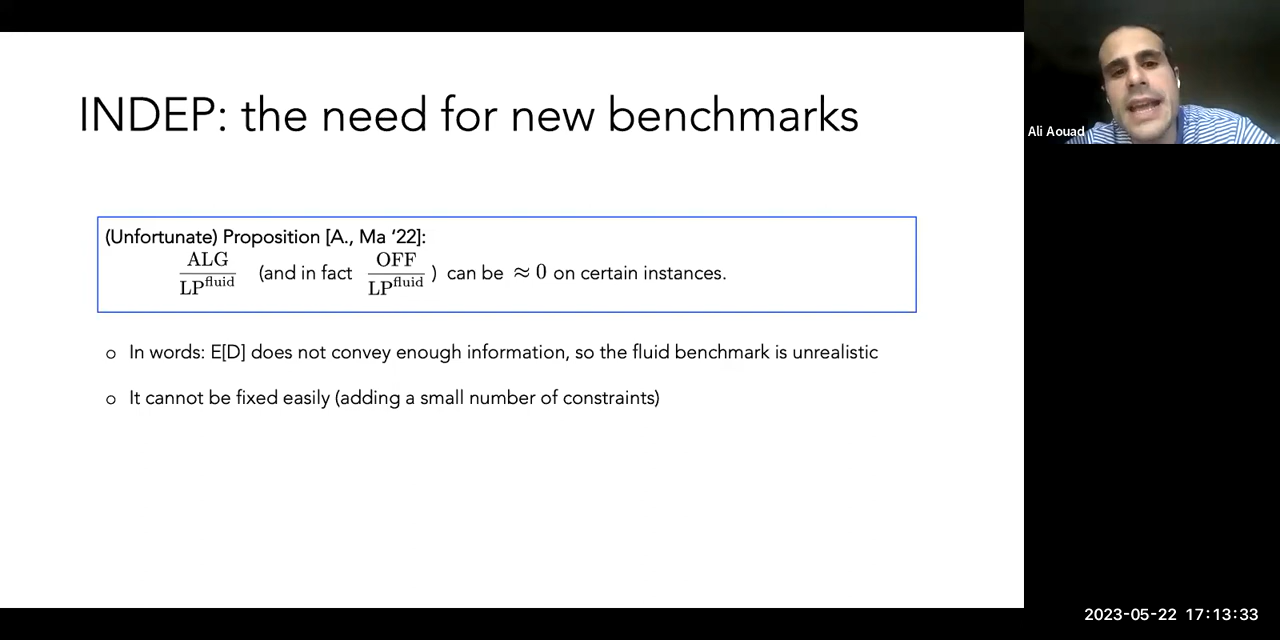 INDEP: the need for new benchmarks
(Unfortunate) Proposition [A., Ma ‘22]:
ALG / LP^fluid (and in fact OFF / LP^fluid ) can be ≈ 0 on certain instances.
o In words: E[D] does not convey enough information, so the fluid benchmark is unrealistic
o It cannot be fixed easily (adding a small number of constraints)
Ali Aouad
2023-05-22 17:13:33